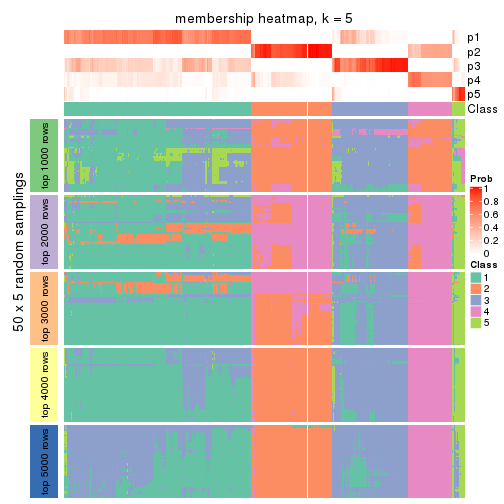 membership heatmap, k = 5
p1
p2
p3
p4
p5
Class
50 x 5 random samplings
top 1000 rows
top 2000 rows
top 3000 rows
top 4000 rows
top 5000 rows
Prob
1
0.8
0.6
0.4
0.2
0
Class
1
2
3
4
5